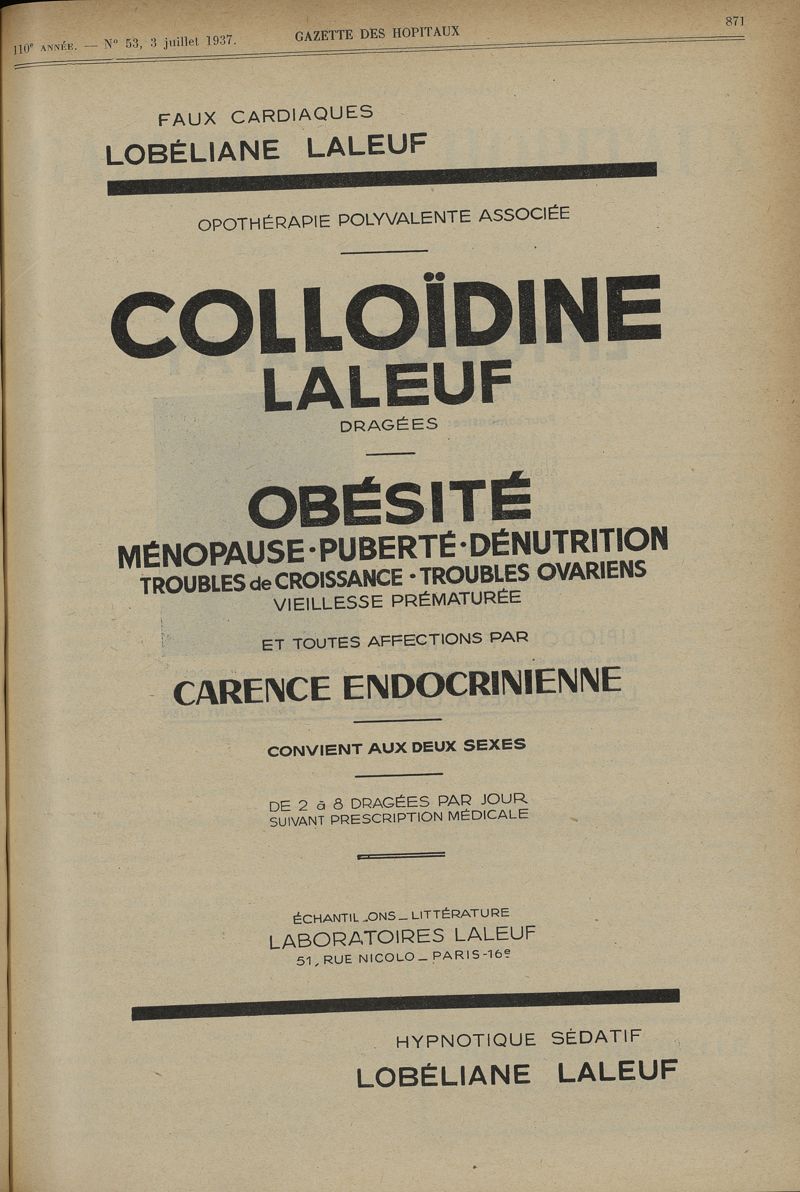 110e ANNÉE. — No 53, 3 juillet 1937.
GAZETTE DES HOPITAUX
871
FAUX CARDIAQUES
LOBÉLIANE LALEUF
OPOTHÉRAPIE POLYVALENTE ASSOCIÉE
COLLOÏDINE
LALEUF
DRAGÉES
OBÉSITÉ
MÉNOPAUSE · PUBERTÉ · DÉNUTRITION
TROUBLES de CROISSANCE · TROUBLES OVARIENS
VIEILLESSE PRÉMATURÉE
ET TOUTES AFFECTIONS PAR
CARENCE ENDOCRINIENNE
CONVIENT AUX DEUX SEXES
DE 2 à 8 DRAGÉES PAR JOUR
SUIVANT PRESCRIPTION MÉDICALE
ÉCHANTILLONS _ LITTÉRATURE
LABORATOIRES LALEUF
51, RUE NICOLO _ PARIS-16e
HYPNOTIQUE SÉDATIF
LOBÉLIANE LALEUF